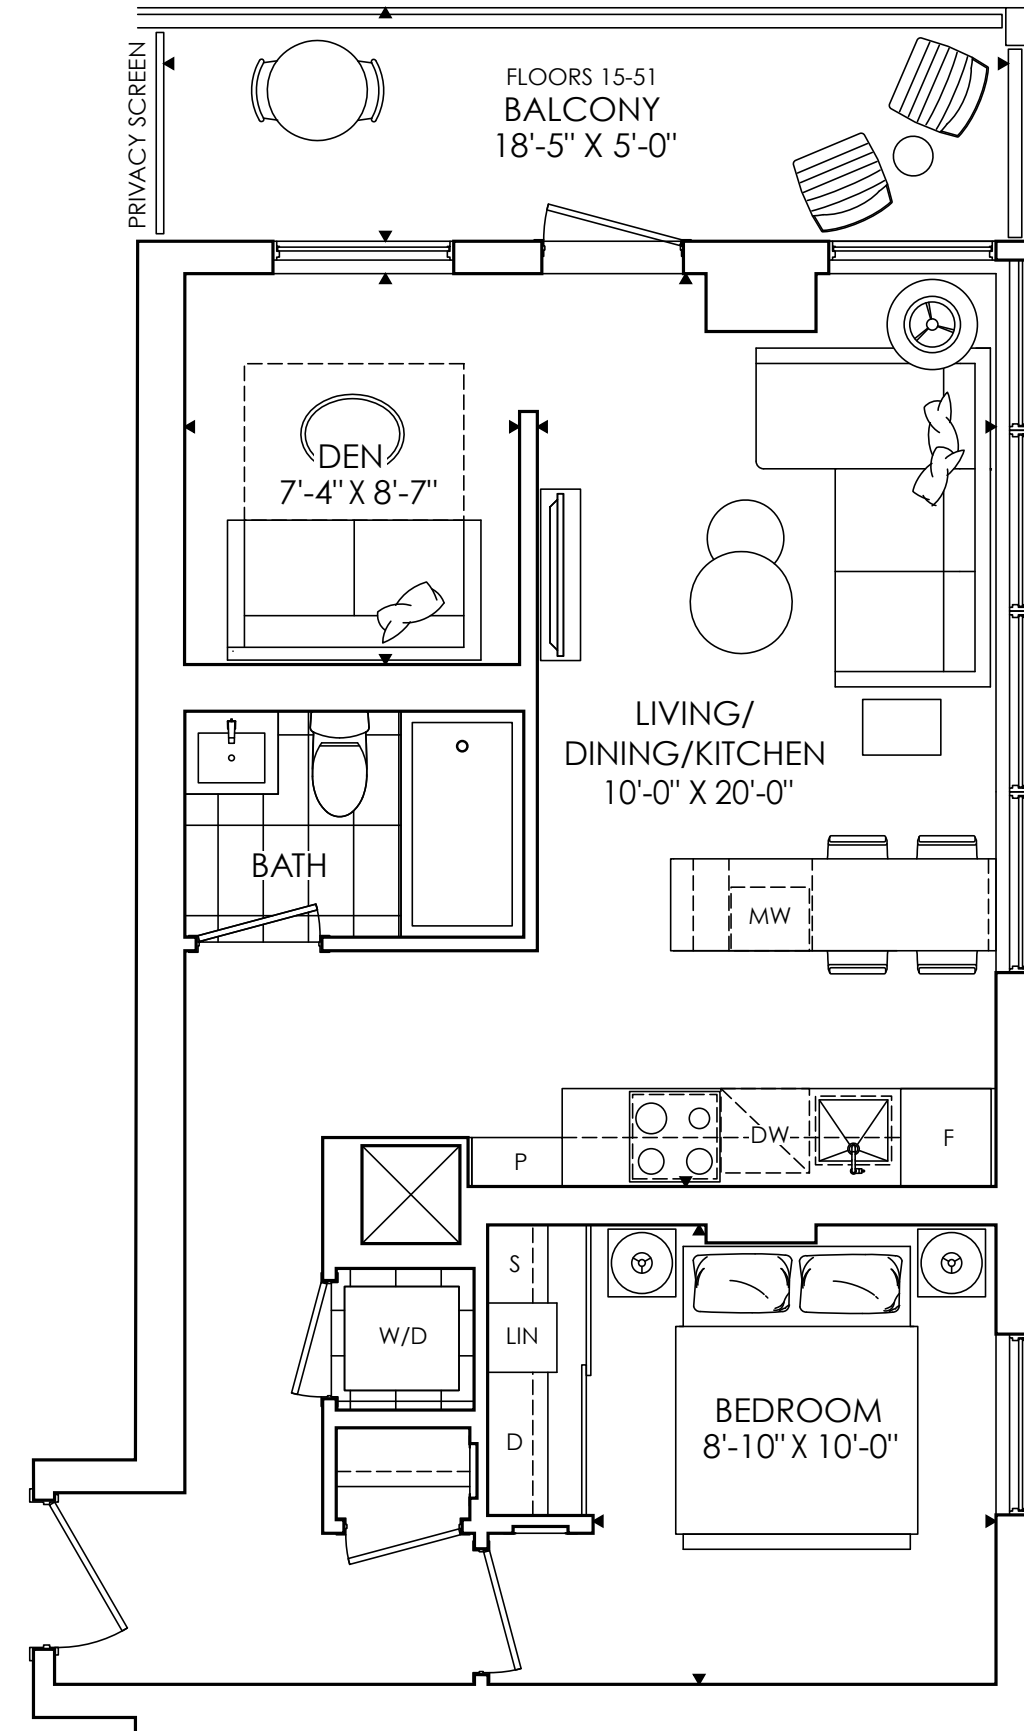 PRIVACY SCREEN
FLOORS 15-51
BALCONY
18'-5" X 5'-0"
DEN
7'-4" X 8'-7"
LIVING/
DINING/KITCHEN
10'-0" X 20'-0"
BATH
MW
P
DW
F
S
LIN
D
W/D
BEDROOM
8'-10" X 10'-0"